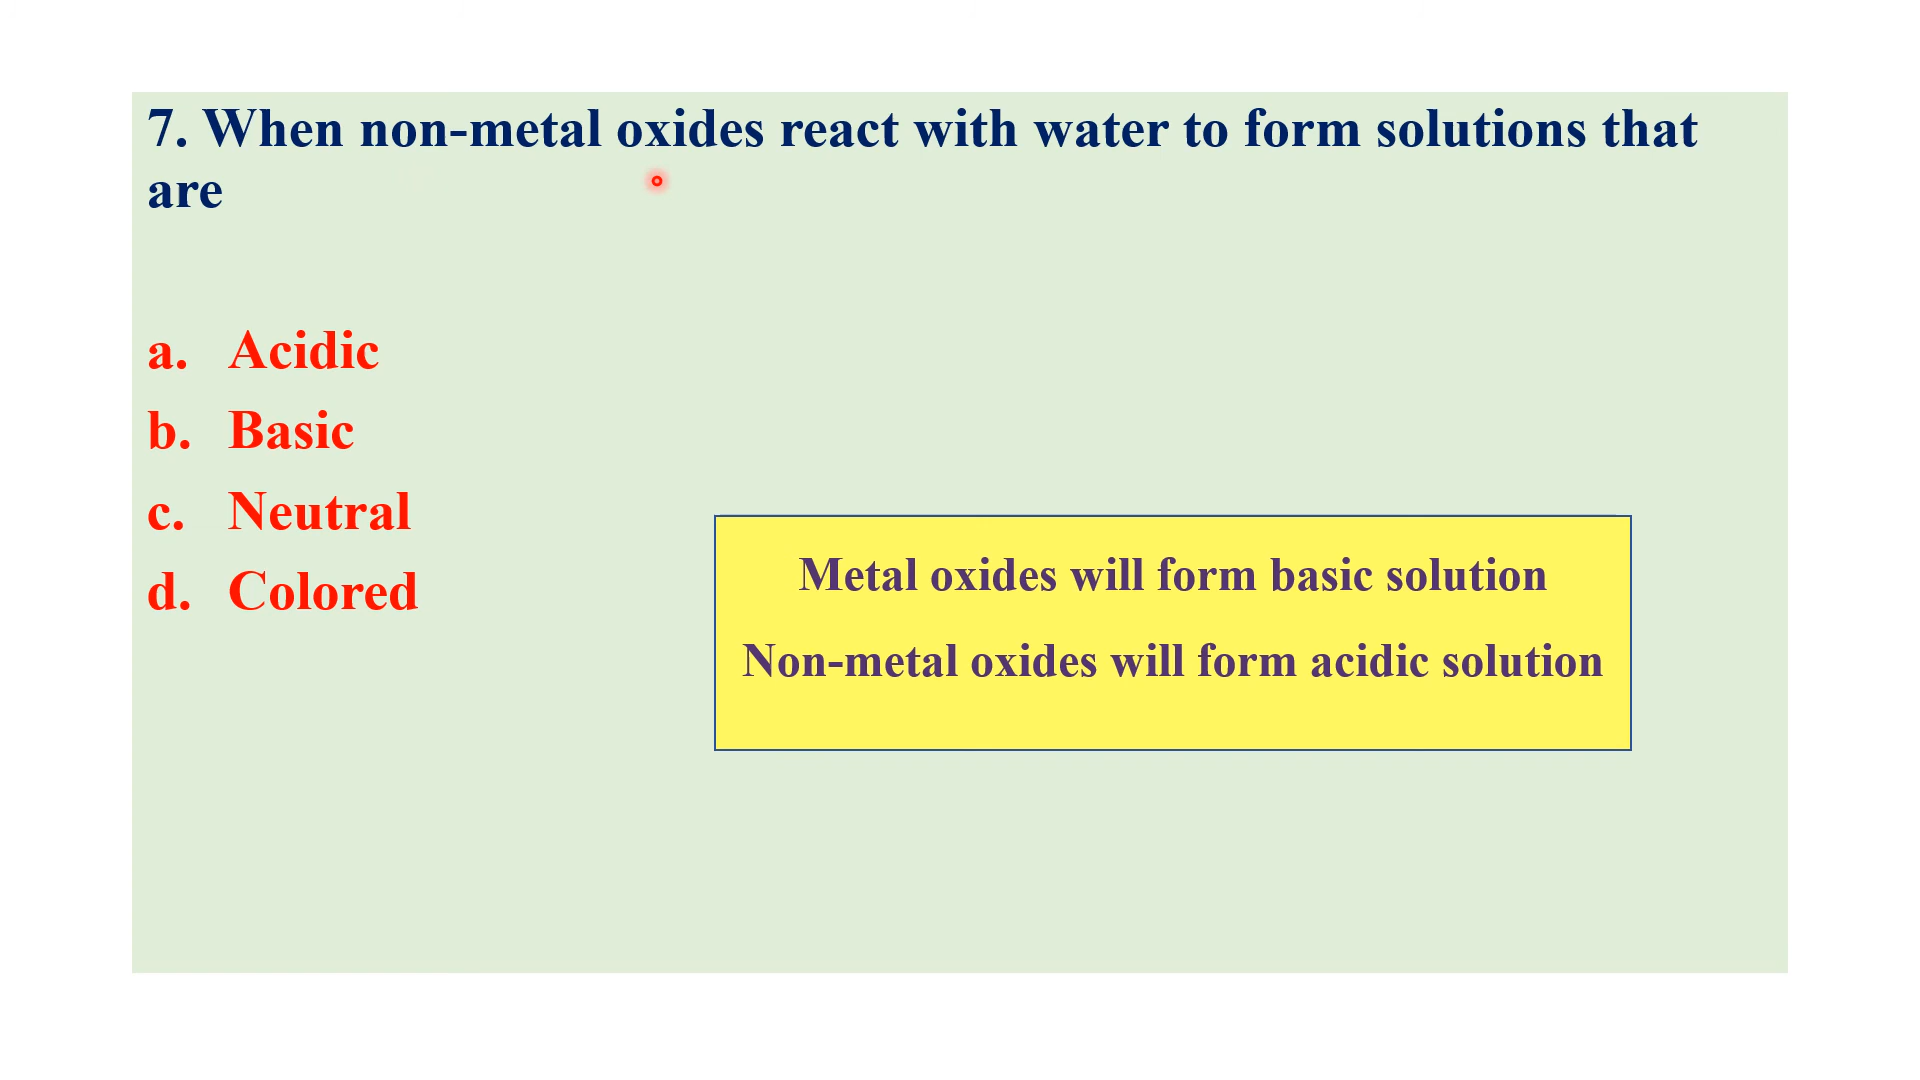 7. When non-metal oxides react with water to form solutions that
are
a. Acidic
b. Basic
c. Neutral
d. Colored
Metal oxides will form basic solution
Non-metal oxides will form acidic solution